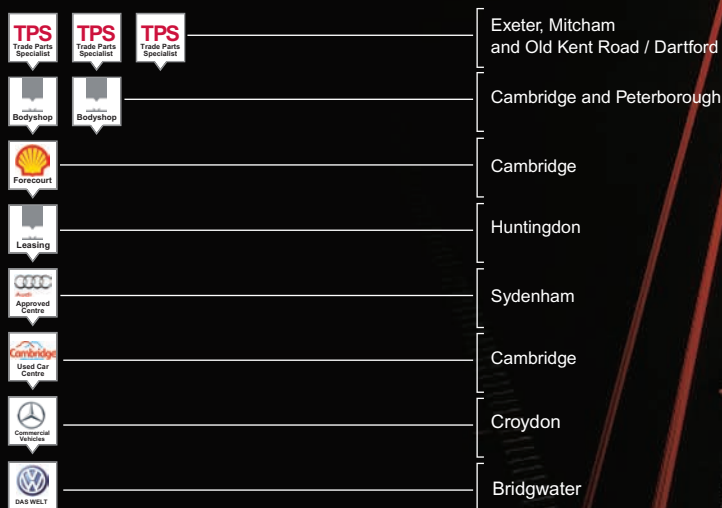 TPS TPS TPS
Trade Parts Specialist Trade Parts Specialist Trade Parts Specialist
Exeter, Mitcham
and Old Kent Road / Dartford
Bodyshop Bodyshop
Cambridge and Peterborough
Forecourt
Cambridge
Leasing
Huntingdon
Audi
Approved
Centre
Sydenham
Cambridge
Used Car
Centre
Cambridge
Commercial
Vehicles
Croydon
DAS WELT
Bridgwater